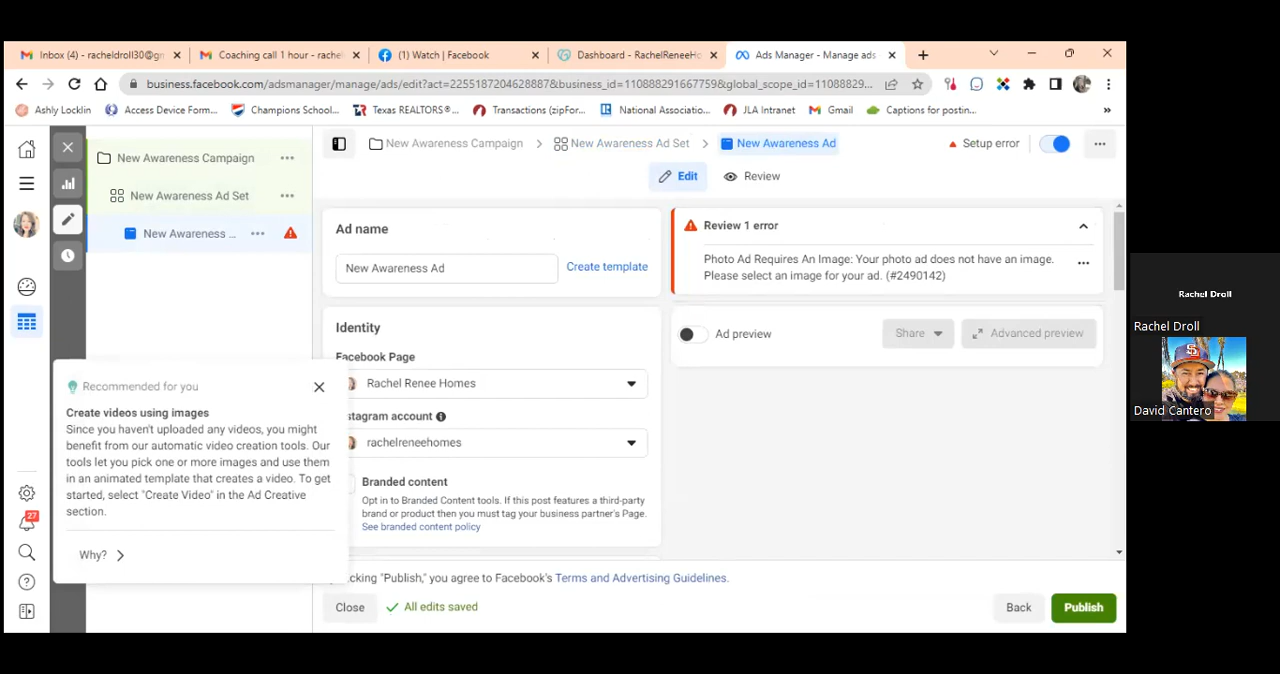 Inbox (4) - racheldroll30@gn
Coaching call 1 hour - rache
(1) Watch | Facebook
Dashboard - RachelReneeHo
Ads Manager - Manage ads
business.facebook.com/adsmanager/manage/ads/edit?act=2255187204628887&business_id=110888291667759&global_scope_id=11088829...
Ashly Locklin
Access Device Form...
Champions School...
Texas REALTORS®...
Transactions (zipFor...
National Associatio...
JLA Intranet
Gmail
Captions for postin...
»
New Awareness Campaign
New Awareness Ad Set
New Awareness ...
New Awareness Campaign
New Awareness Ad Set
New Awareness Ad
Setup error
Edit
Review
Ad name
New Awareness Ad
Create template
Identity
Facebook Page
Rachel Renee Homes
stagram account
rachelreneehomes
Branded content
Opt in to Branded Content tools. If this post features a third-party
brand or product then you must tag your business partner's Page.
See branded content policy
Review 1 error
Photo Ad Requires An Image: Your photo ad does not have an image.
Please select an image for your ad. (#2490142)
Ad preview
Share
Advanced preview
Recommended for you
Create videos using images
Since you haven't uploaded any videos, you might
benefit from our automatic video creation tools. Our
tools let you pick one or more images and use them
in an animated template that creates a video. To get
started, select "Create Video" in the Ad Creative
section.
Why?
27
cking "Publish," you agree to Facebook's Terms and Advertising Guidelines.
Close
All edits saved
Back
Publish
Rachel Droll
Rachel Droll
David Cantero